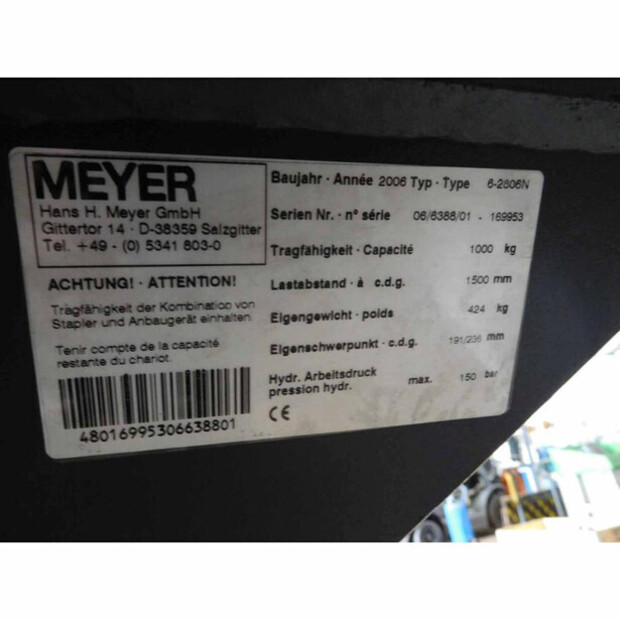 MEYER
Hans H. Meyer GmbH
Gittertor 14 · D-38359 Salzgitter
Tel. +49 - (0) 5341 803-0
ACHTUNG! · ATTENTION!
Tragfähigkeit der Kombination von
Stapler und Anbaugerät einhalten
Tenir compte de la capacité
restante du chariot.
48016995306638801
Baujahr · Année 2006 Typ · Type 6-2806N
Serien Nr. · n° série 06/6388/01 - 169953
Tragfähigkeit · Capacité 1000 kg
Lastabstand · à c.d.g. 1500 mm
Eigengewicht · poids 424 kg
Eigenschwerpunkt · c.d.g. 191/236 mm
Hydr. Arbeitsdruck
pression hydr. max. 150 bar
CE